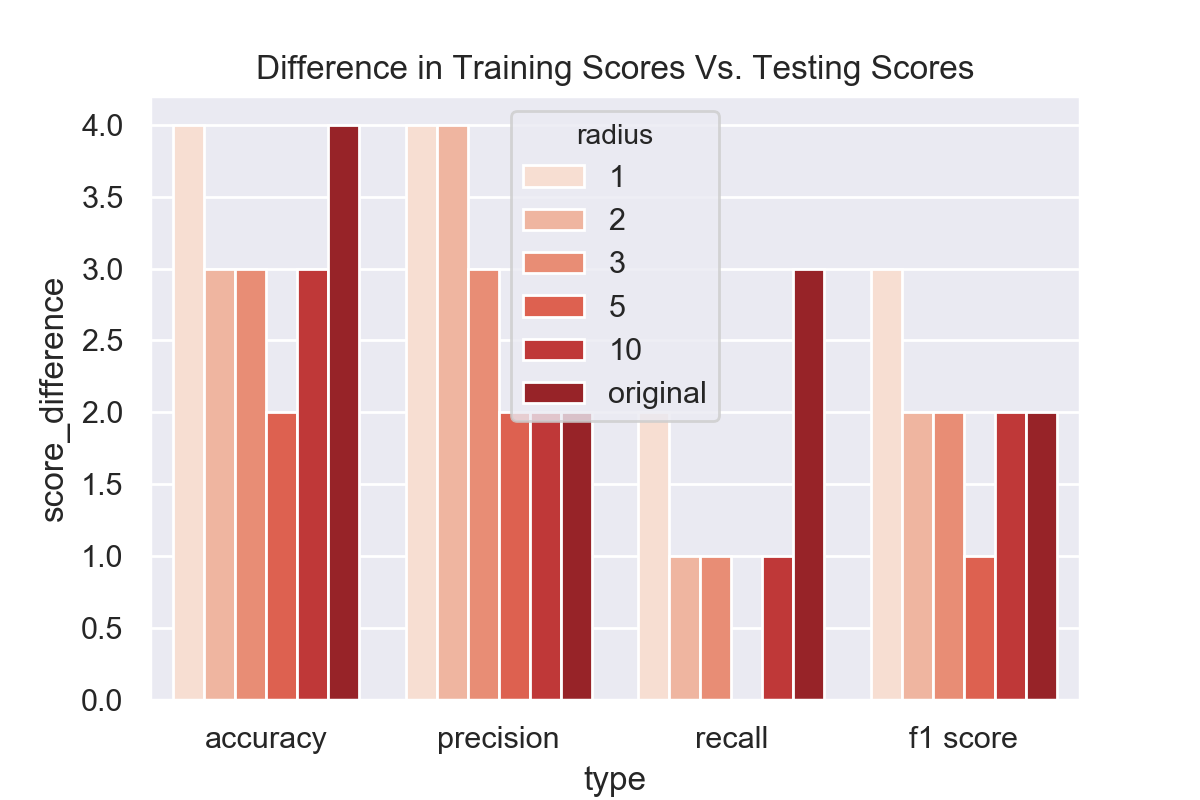 Difference in Training Scores Vs. Testing Scores
score_difference
4.0
3.5
3.0
2.5
2.0
1.5
1.0
0.5
0.0
radius
1
2
3
5
10
original
accuracy precision recall f1 score
type